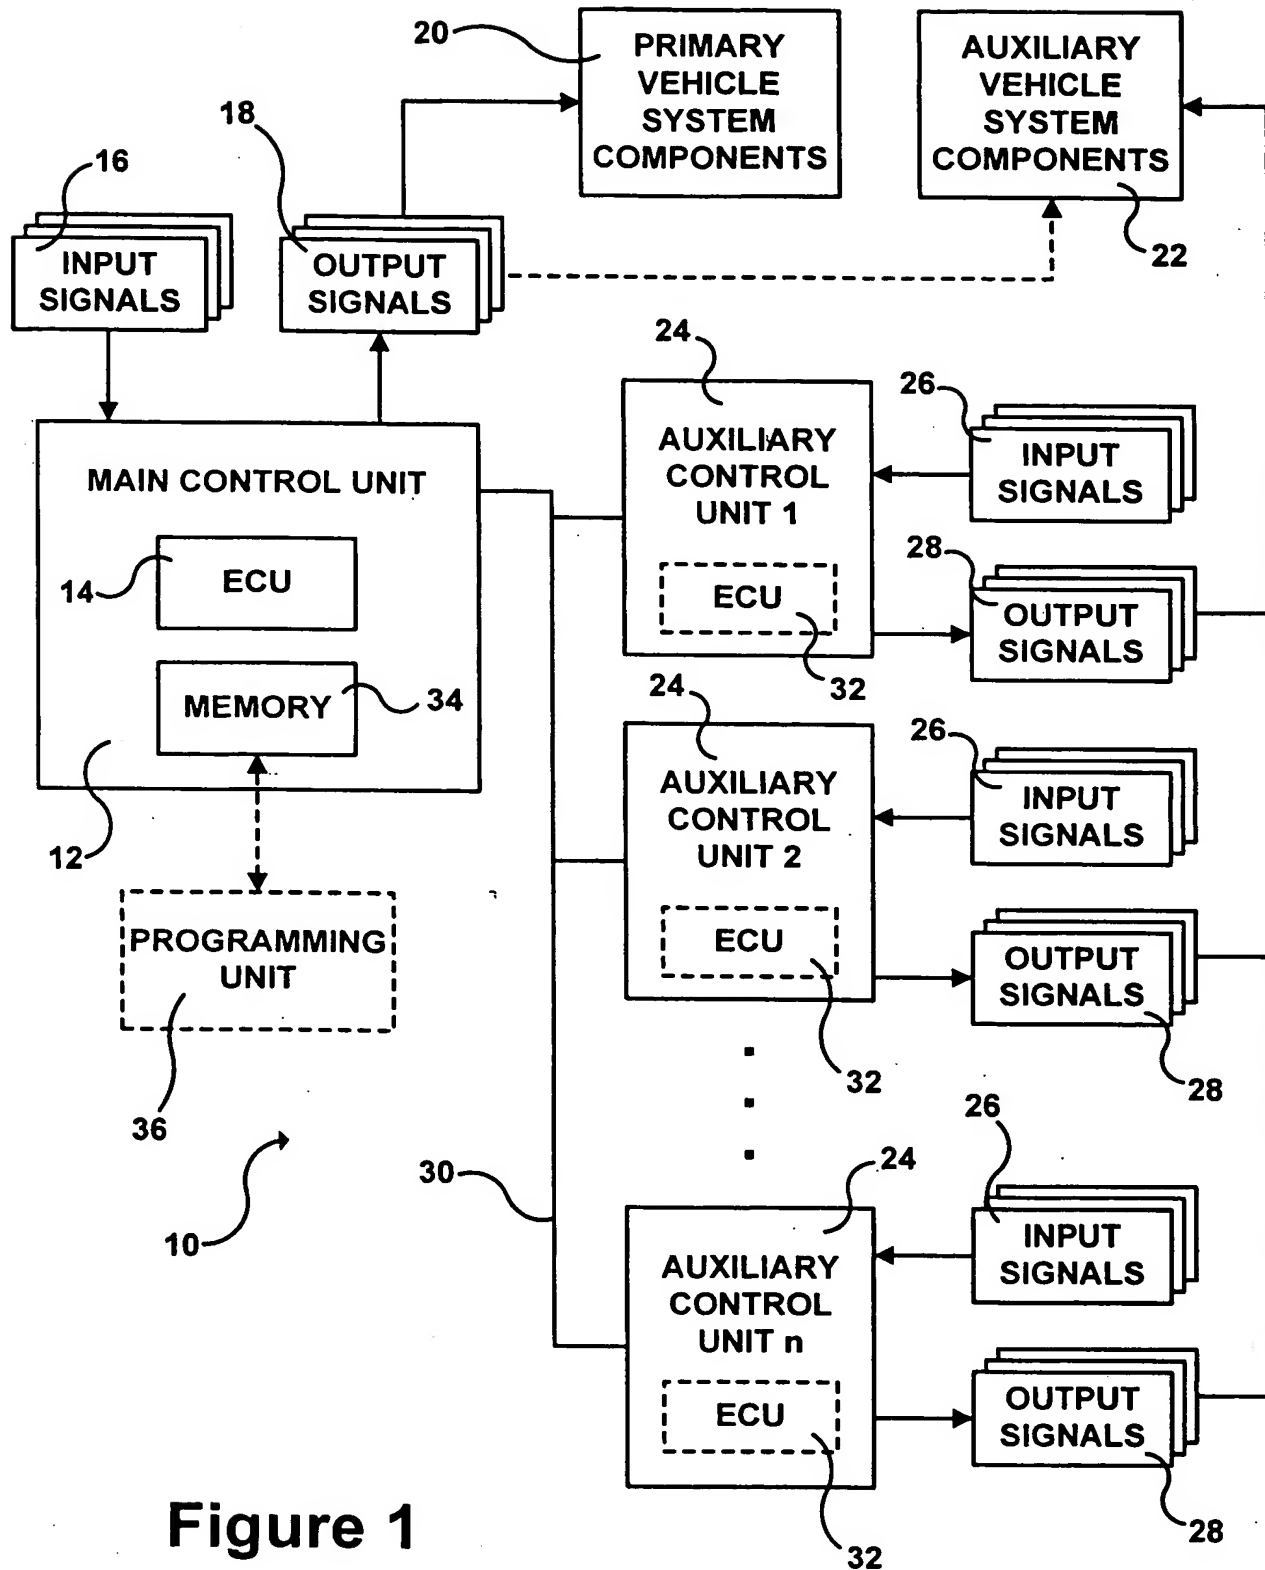 20
PRIMARY
VEHICLE
SYSTEM
COMPONENTS
AUXILIARY
VEHICLE
SYSTEM
COMPONENTS
22
16
INPUT
SIGNALS
18
OUTPUT
SIGNALS
MAIN CONTROL UNIT
14
ECU
MEMORY
34
12
PROGRAMMING
UNIT
36
10
30
24
AUXILIARY
CONTROL
UNIT 1
ECU
32
26
INPUT
SIGNALS
28
OUTPUT
SIGNALS
24
AUXILIARY
CONTROL
UNIT 2
ECU
32
26
INPUT
SIGNALS
OUTPUT
SIGNALS
28
24
AUXILIARY
CONTROL
UNIT n
ECU
32
26
INPUT
SIGNALS
OUTPUT
SIGNALS
28
Figure 1